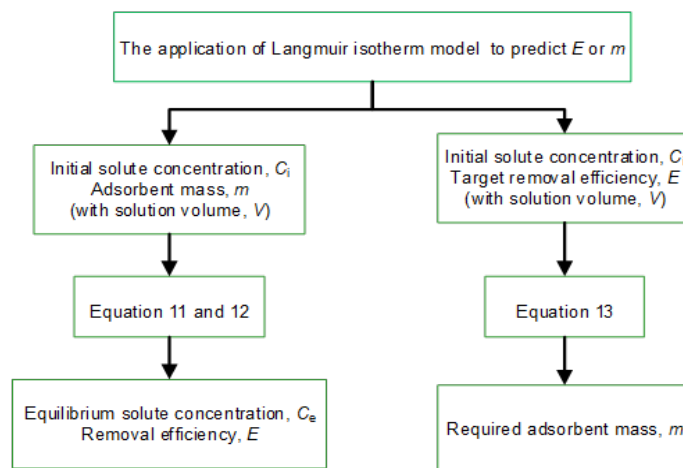 The application of Langmuir isotherm model to predict E or m
Initial solute concentration, Ci
Adsorbent mass, m
(with solution volume, V)
Initial solute concentration, C
Target removal efficiency, E
(with solution volume, V)
Equation 11 and 12
Equation 13
Equilibrium solute concentration, Ce
Removal efficiency, E
Required adsorbent mass, m